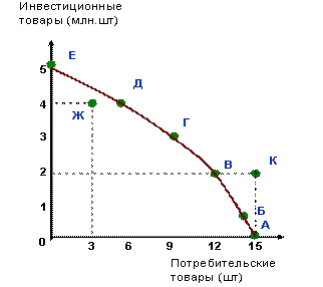 Инвестиционные
товары (млн.шт)
Е
5
Д
4
Ж
Г
3
В
К
2
1
Б
А
0
3 6 9 12 15
Потребительские
товары (шт)